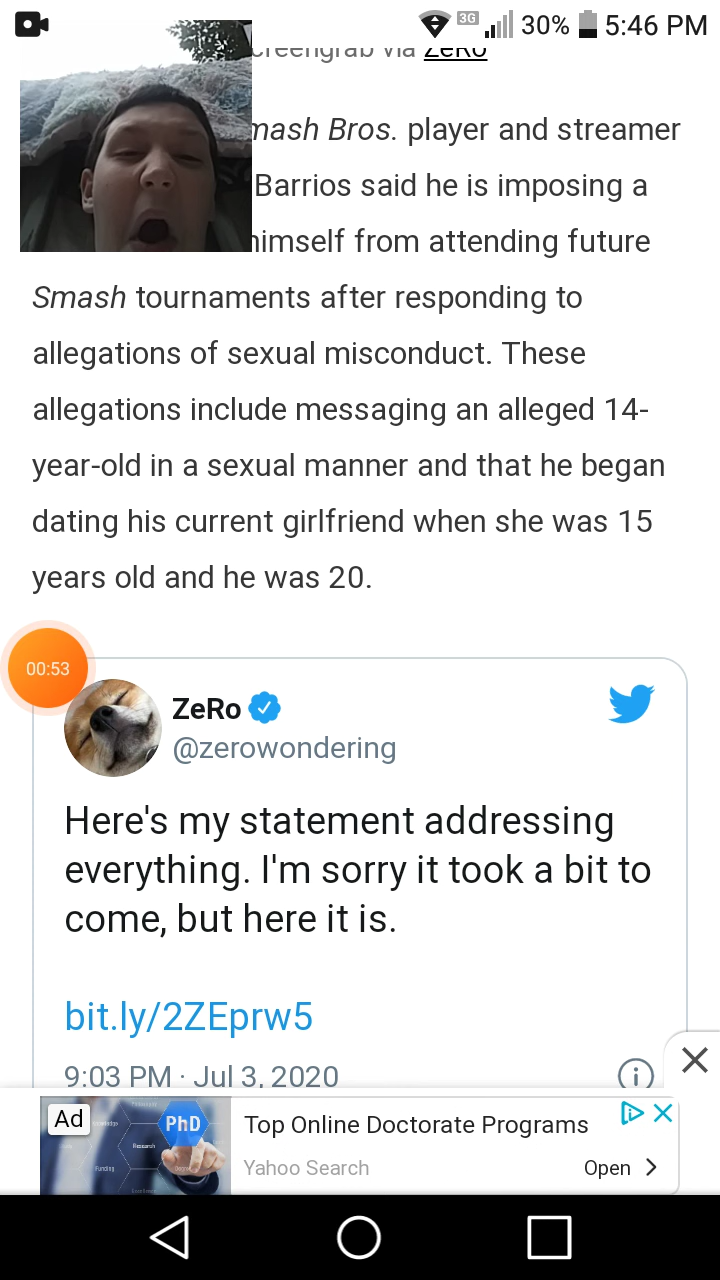 3G 30% 5:46 PM
creengrab via ZeRo
mash Bros. player and streamer
Barrios said he is imposing a
himself from attending future
Smash tournaments after responding to
allegations of sexual misconduct. These
allegations include messaging an alleged 14-
year-old in a sexual manner and that he began
dating his current girlfriend when she was 15
years old and he was 20.
00:53
ZeRo
@zerowondering
Here's my statement addressing
everything. I'm sorry it took a bit to
come, but here it is.
bit.ly/2ZEprw5
9:03 PM · Jul 3, 2020
Ad
PhD
Research
Funding
Top Online Doctorate Programs
Yahoo Search
Open